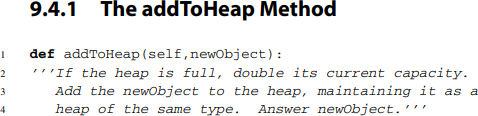 9.4.1 The addToHeap Method
1 def addToHeap(self,newObject):
2 '''If the heap is full, double its current capacity.
3 Add the newObject to the heap, maintaining it as a
4 heap of the same type. Answer newObject.'''